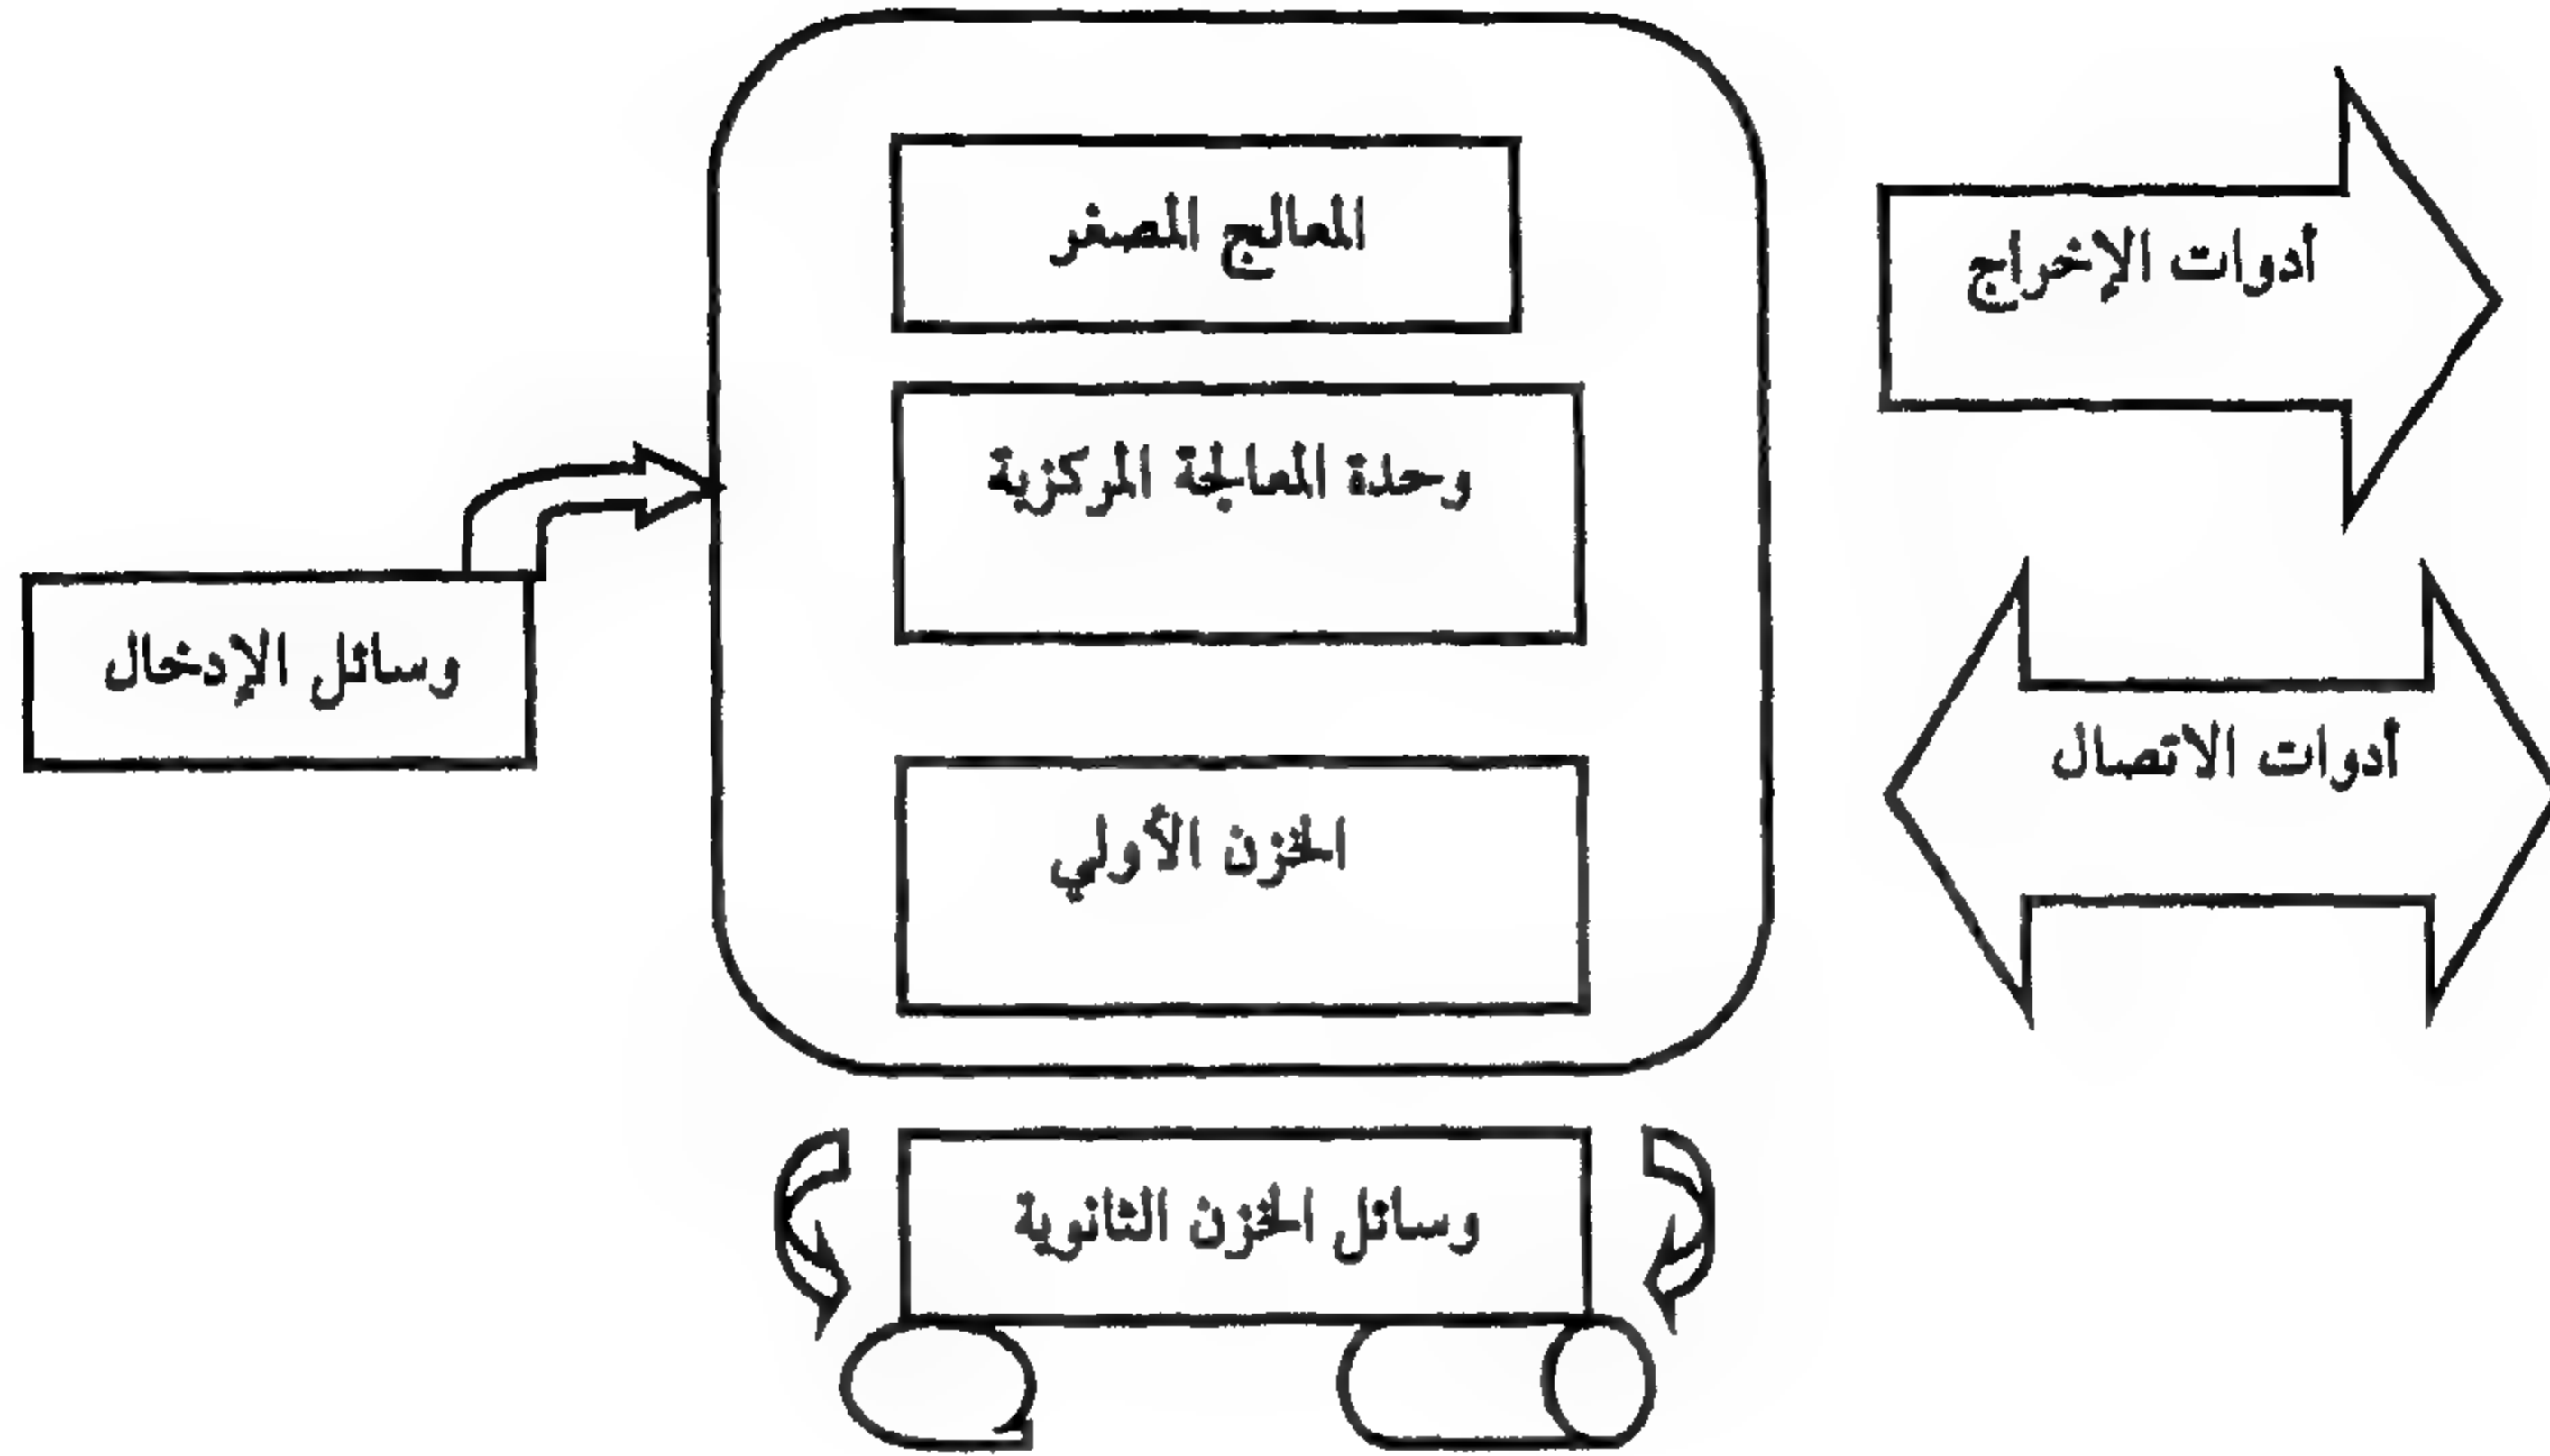 المعالج المصغر
أدوات الإخراج
وحدة المعالجة المركزية
وسائل الإدخال
أدوات الاتصال
الخزن الأولي
وسائل الخزن الثانوية